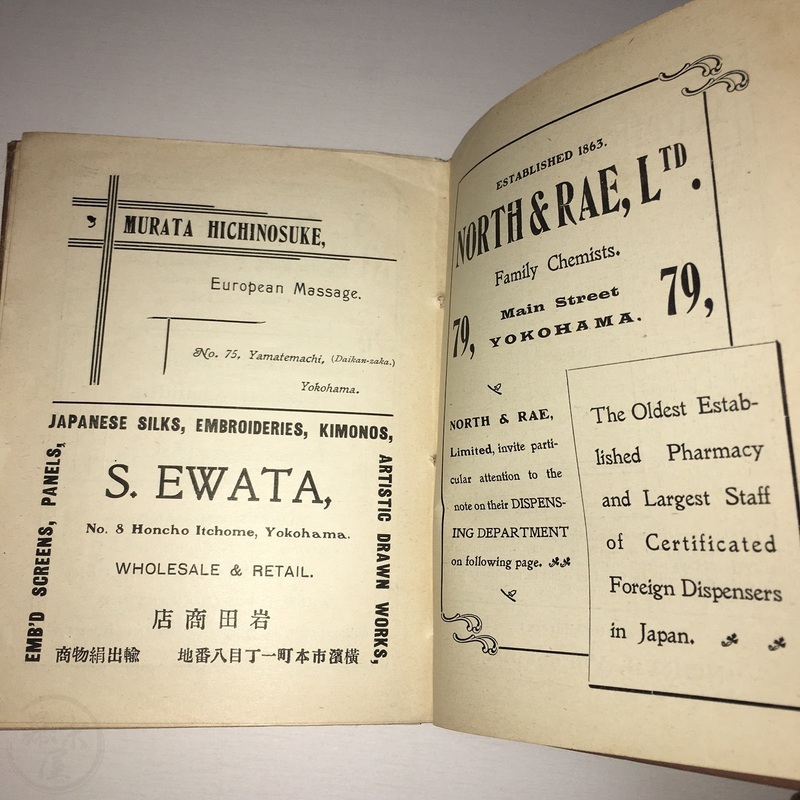 MURATA HICHINOSUKE,
European Massage.
No. 75, Yamatemachi, (Daikan-zaka.)
Yokohama.
JAPANESE SILKS, EMBROIDERIES, KIMONOS,
ARTISTIC DRAWN WORKS,
EMB'D SCREENS, PANELS,
S. EWATA,
No. 8 Honcho Itchome, Yokohama.
WHOLESALE & RETAIL.
岩田商店
橫濱市本町一丁目八番地 輸出絹物商
ESTABLISHED 1863.
NORTH & RAE, LTD.
Family Chemists.
79, Main Street 79,
YOKOHAMA.
NORTH & RAE,
Limited, invite parti-
cular attention to the
note on their DISPENS-
ING DEPARTMENT
on following page.
The Oldest Estab-
lished Pharmacy
and Largest Staff
of Certificated
Foreign Dispensers
in Japan.